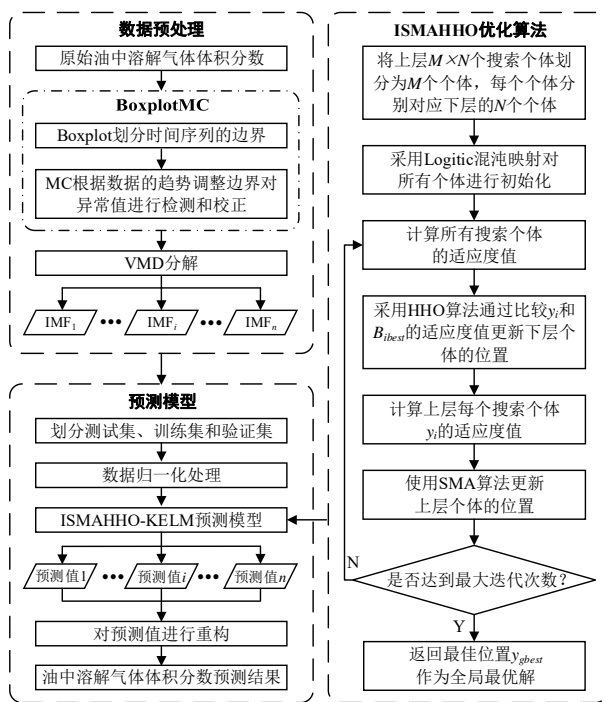 数据预处理
原始油中溶解气体体积分数
BoxplotMC
Boxplot划分时间序列的边界
MC根据数据的趋势调整边界对
异常值进行检测和校正
VMD分解
IMF1 ••• IMFi ••• IMFn
预测模型
划分测试集、训练集和验证集
数据归一化处理
ISMAHHO-KELM预测模型
预测值1 ••• 预测值i ••• 预测值n
对预测值进行重构
油中溶解气体体积分数预测结果
ISMAHHO优化算法
将上层M×N个搜索个体划
分为M个个体，每个个体分
别对应下层的N个个体
采用Logitic混沌映射对
所有个体进行初始化
计算所有搜索个体
的适应度值
采用HHO算法通过比较yi和
Bibest的适应度值更新下层个
体的位置
计算上层每个搜索个体
yi的适应度值
使用SMA算法更新
上层个体的位置
N
是否达到最大迭代次数？
Y
返回最佳位置ygbest
作为全局最优解